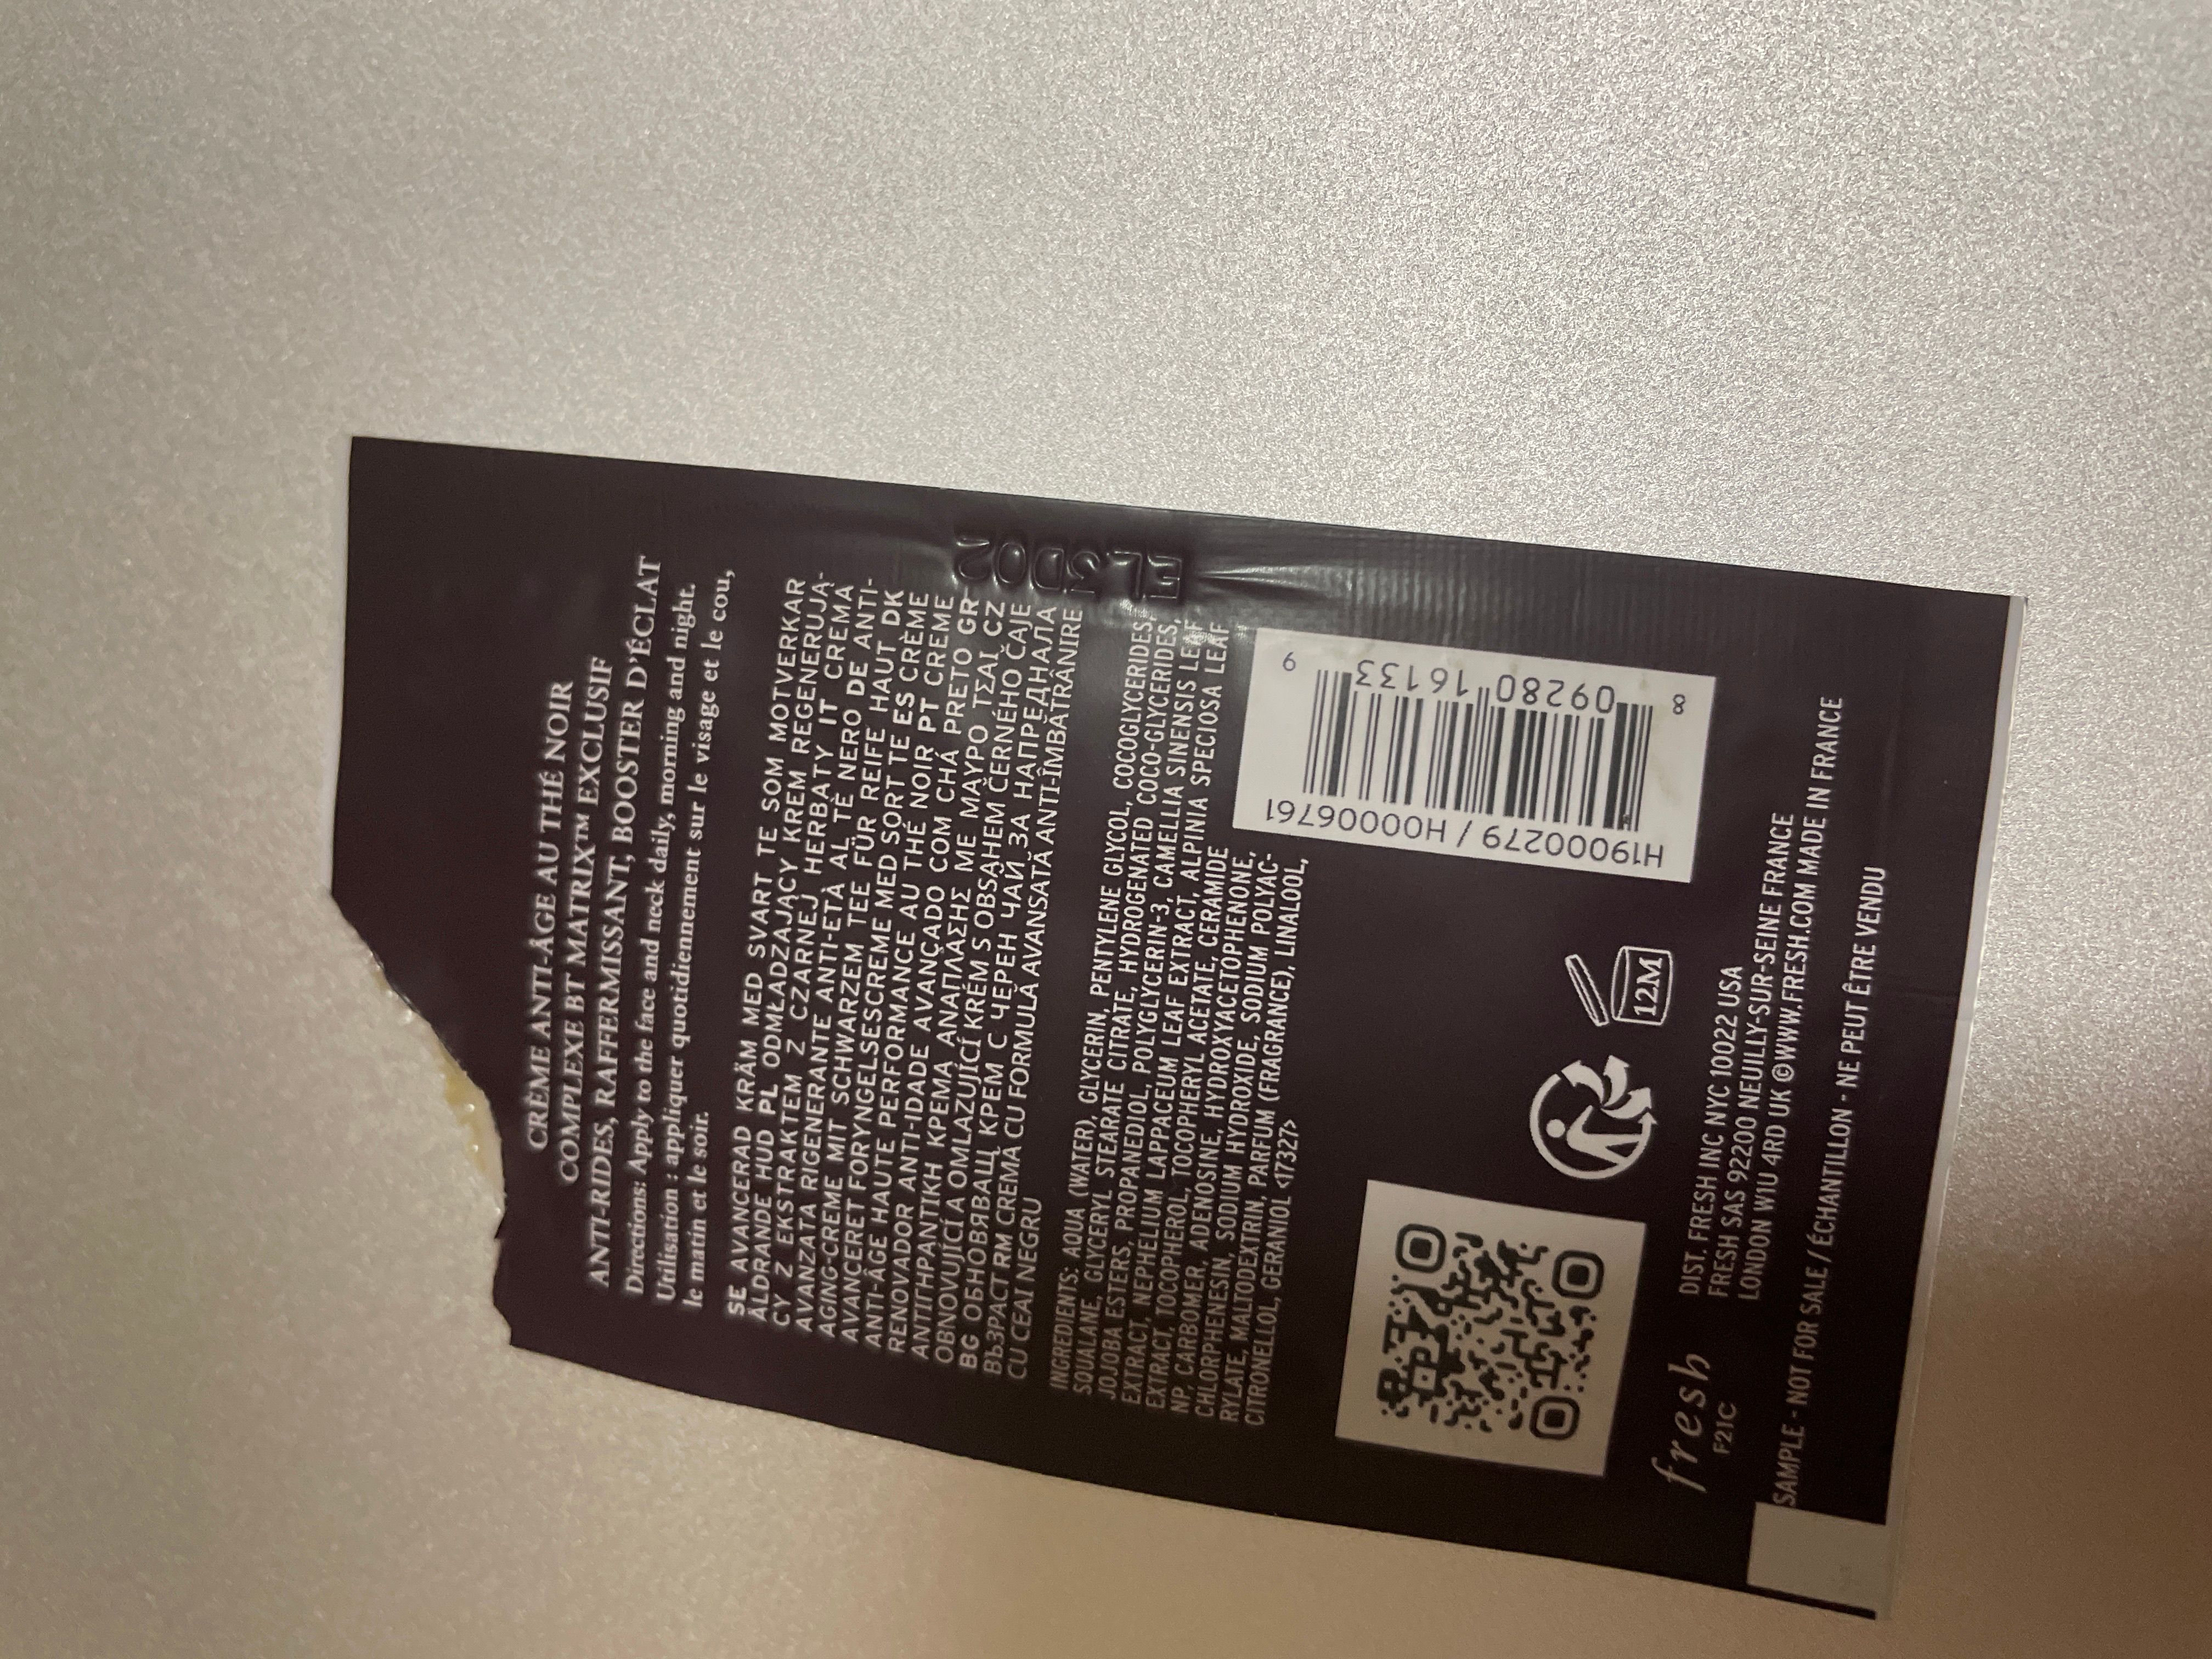 CRÈME ANTI-ÂGE AU THÉ NOIR
COMPLEXE BT MATRIX™ EXCLUSIF
ANTI-RIDES, RAFFERMISSANT, BOOSTER D'ÉCLAT
Directions: Apply to the face and neck daily, morning and night.
Utilisation : appliquer quotidiennement sur le visage et le cou,
le matin et le soir.
SE AVANCERAD KRÄM MED SVART TE SOM MOTVERKAR
ÅLDRANDE HUD PL ODMŁADZAJĄCY KREM REGENERUJĄ-
CY Z EKSTRAKTEM Z CZARNEJ HERBATY IT CREMA
AVANZATA RIGENERANTE ANTI-ETÀ AL TÈ NERO DE ANTI-
AGING-CREME MIT SCHWARZEM TEE FÜR REIFE HAUT DK
AVANCERET FORYNGELSESCREME MED SORT TE ES CRÈME
ANTI-ÂGE HAUTE PERFORMANCE AU THÉ NOIR PT CREME
RENOVADOR ANTI-IDADE AVANÇADO COM CHÁ PRETO GR
ΑΝΤΙΓΗΡΑΝΤΙΚΗ ΚΡΕΜΑ ΑΝΑΠΛΑΣΗΣ ΜΕ ΜΑΥΡΟ ΤΣΑΙ CZ
OBNOVUJÍCÍ A OMLAZUJÍCÍ KRÉM S OBSAHEM ČERNÉHO ČAJE
BG ОБНОВЯВАЩ КРЕМ С ЧЕРЕН ЧАЙ ЗА НАПРЕДНАЛА
ВЪЗРАСТ RM CREMA CU FORMULĂ AVANSATĂ ANTI-ÎMBĂTRÂNIRE
CU CEAI NEGRU
INGREDIENTS: AQUA (WATER), GLYCERIN, PENTYLENE GLYCOL, COCOGLYCERIDES,
SQUALANE, GLYCERYL STEARATE CITRATE, HYDROGENATED COCO-GLYCERIDES,
JOJOBA ESTERS, PROPANEDIOL, POLYGLYCERIN-3, CAMELLIA SINENSIS LEAF
EXTRACT, NEPHELIUM LAPPACEUM LEAF EXTRACT, ALPINIA SPECIOSA LEAF
EXTRACT, TOCOPHEROL, TOCOPHERYL ACETATE, CERAMIDE
NP, CARBOMER, ADENOSINE, HYDROXYACETOPHENONE,
CHLORPHENESIN, SODIUM HYDROXIDE, SODIUM POLYAC-
RYLATE, MALTODEXTRIN, PARFUM (FRAGRANCE), LINALOOL,
CITRONELLOL, GERANIOL <17327>
EL3D02
H19000279 / H00006761
8 09280 16133 9
12M
fresh
F21C
DIST. FRESH INC NYC 10022 USA
FRESH SAS 92200 NEUILLY-SUR-SEINE FRANCE
LONDON W1U 4RD UK ©WWW.FRESH.COM MADE IN FRANCE
SAMPLE - NOT FOR SALE / ÉCHANTILLON - NE PEUT ÊTRE VENDU